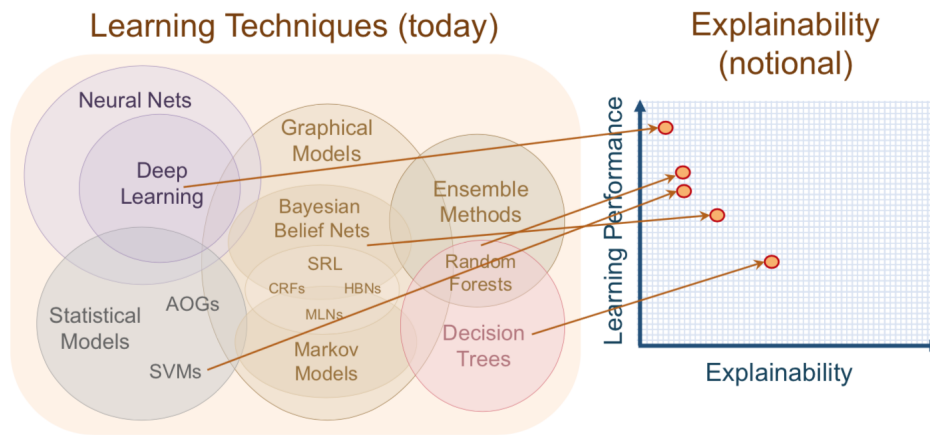 Learning Techniques (today)
Explainability
(notional)
Neural Nets
Deep
Learning
Graphical
Models
Bayesian
Belief Nets
SRL
CRFs
HBNs
MLNs
Markov
Models
Ensemble
Methods
Random
Forests
Decision
Trees
Statistical
Models
AOGs
SVMs
Learning Performance
Explainability